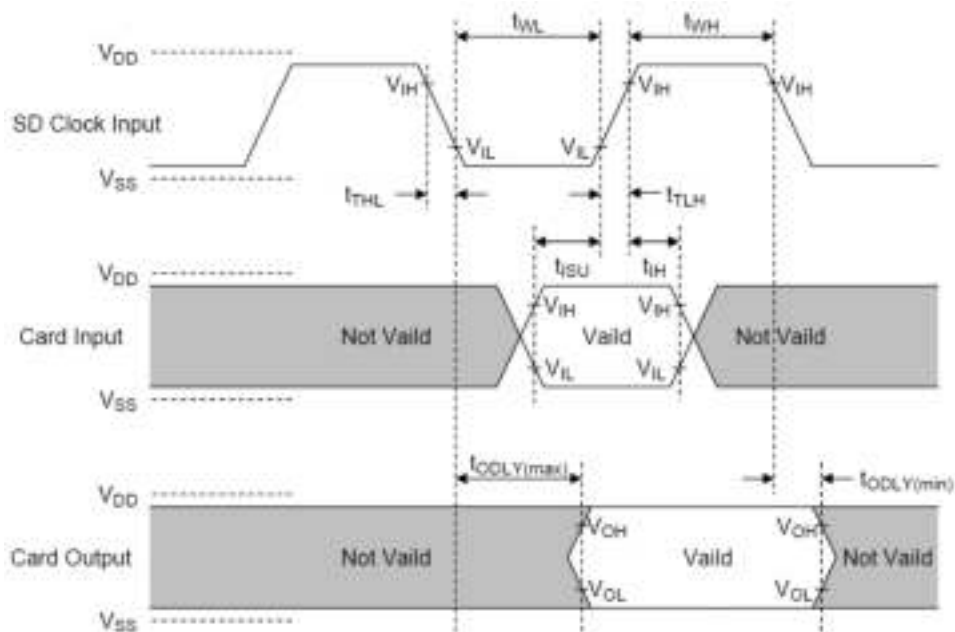 tWL tWH
VDD
VIH VIH VIH
SD Clock Input
VIL VIL
VSS
tTHL tTLH
tISU tIH
VDD
VIH VIH
Card Input Not Vaild Vaild Not Vaild
VIL VIL
VSS
tODLY(max) tODLY(min)
VDD
VOH VOH
Card Output Not Vaild Vaild Not Vaild
VOL VOL
VSS